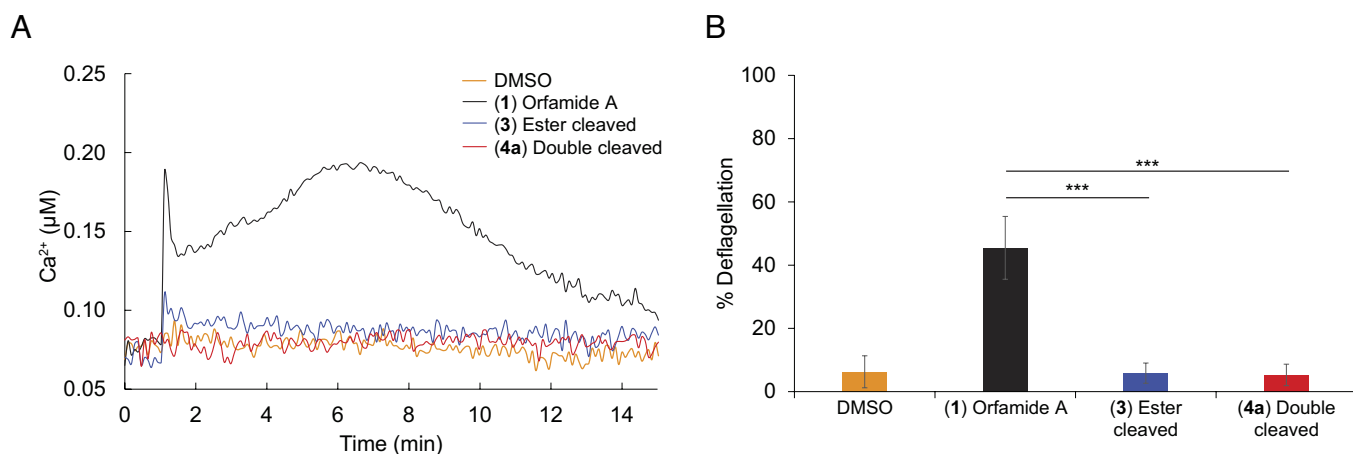 A
Ca²⁺ (µM)
0.25
0.20
0.15
0.10
0.05
0 2 4 6 8 10 12 14
Time (min)
DMSO
(1) Orfamide A
(3) Ester cleaved
(4a) Double cleaved
B
% Deflagellation
100
80
60
40
20
0
***
***
DMSO
(1) Orfamide A
(3) Ester
cleaved
(4a) Double
cleaved